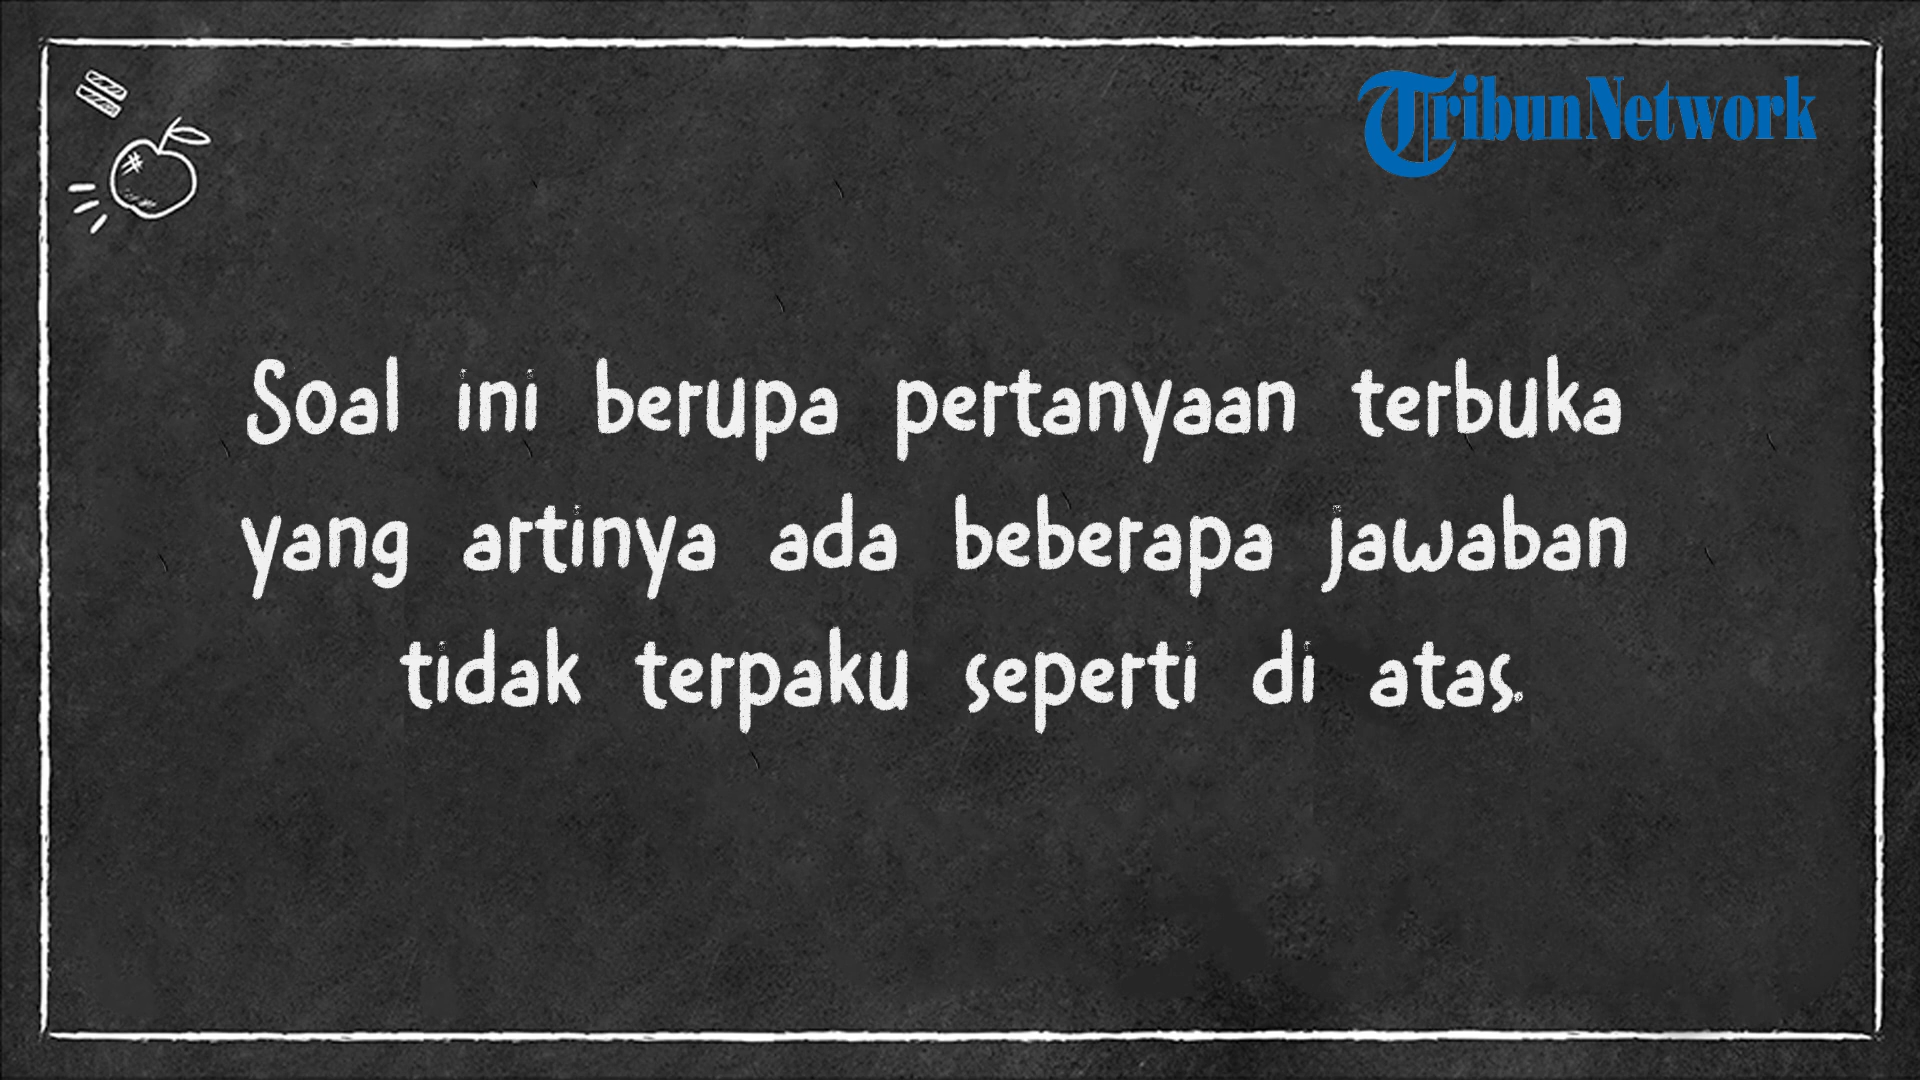 TribunNetwork
Soal ini berupa pertanyaan terbuka
yang artinya ada beberapa jawaban
tidak terpaku seperti di atas.